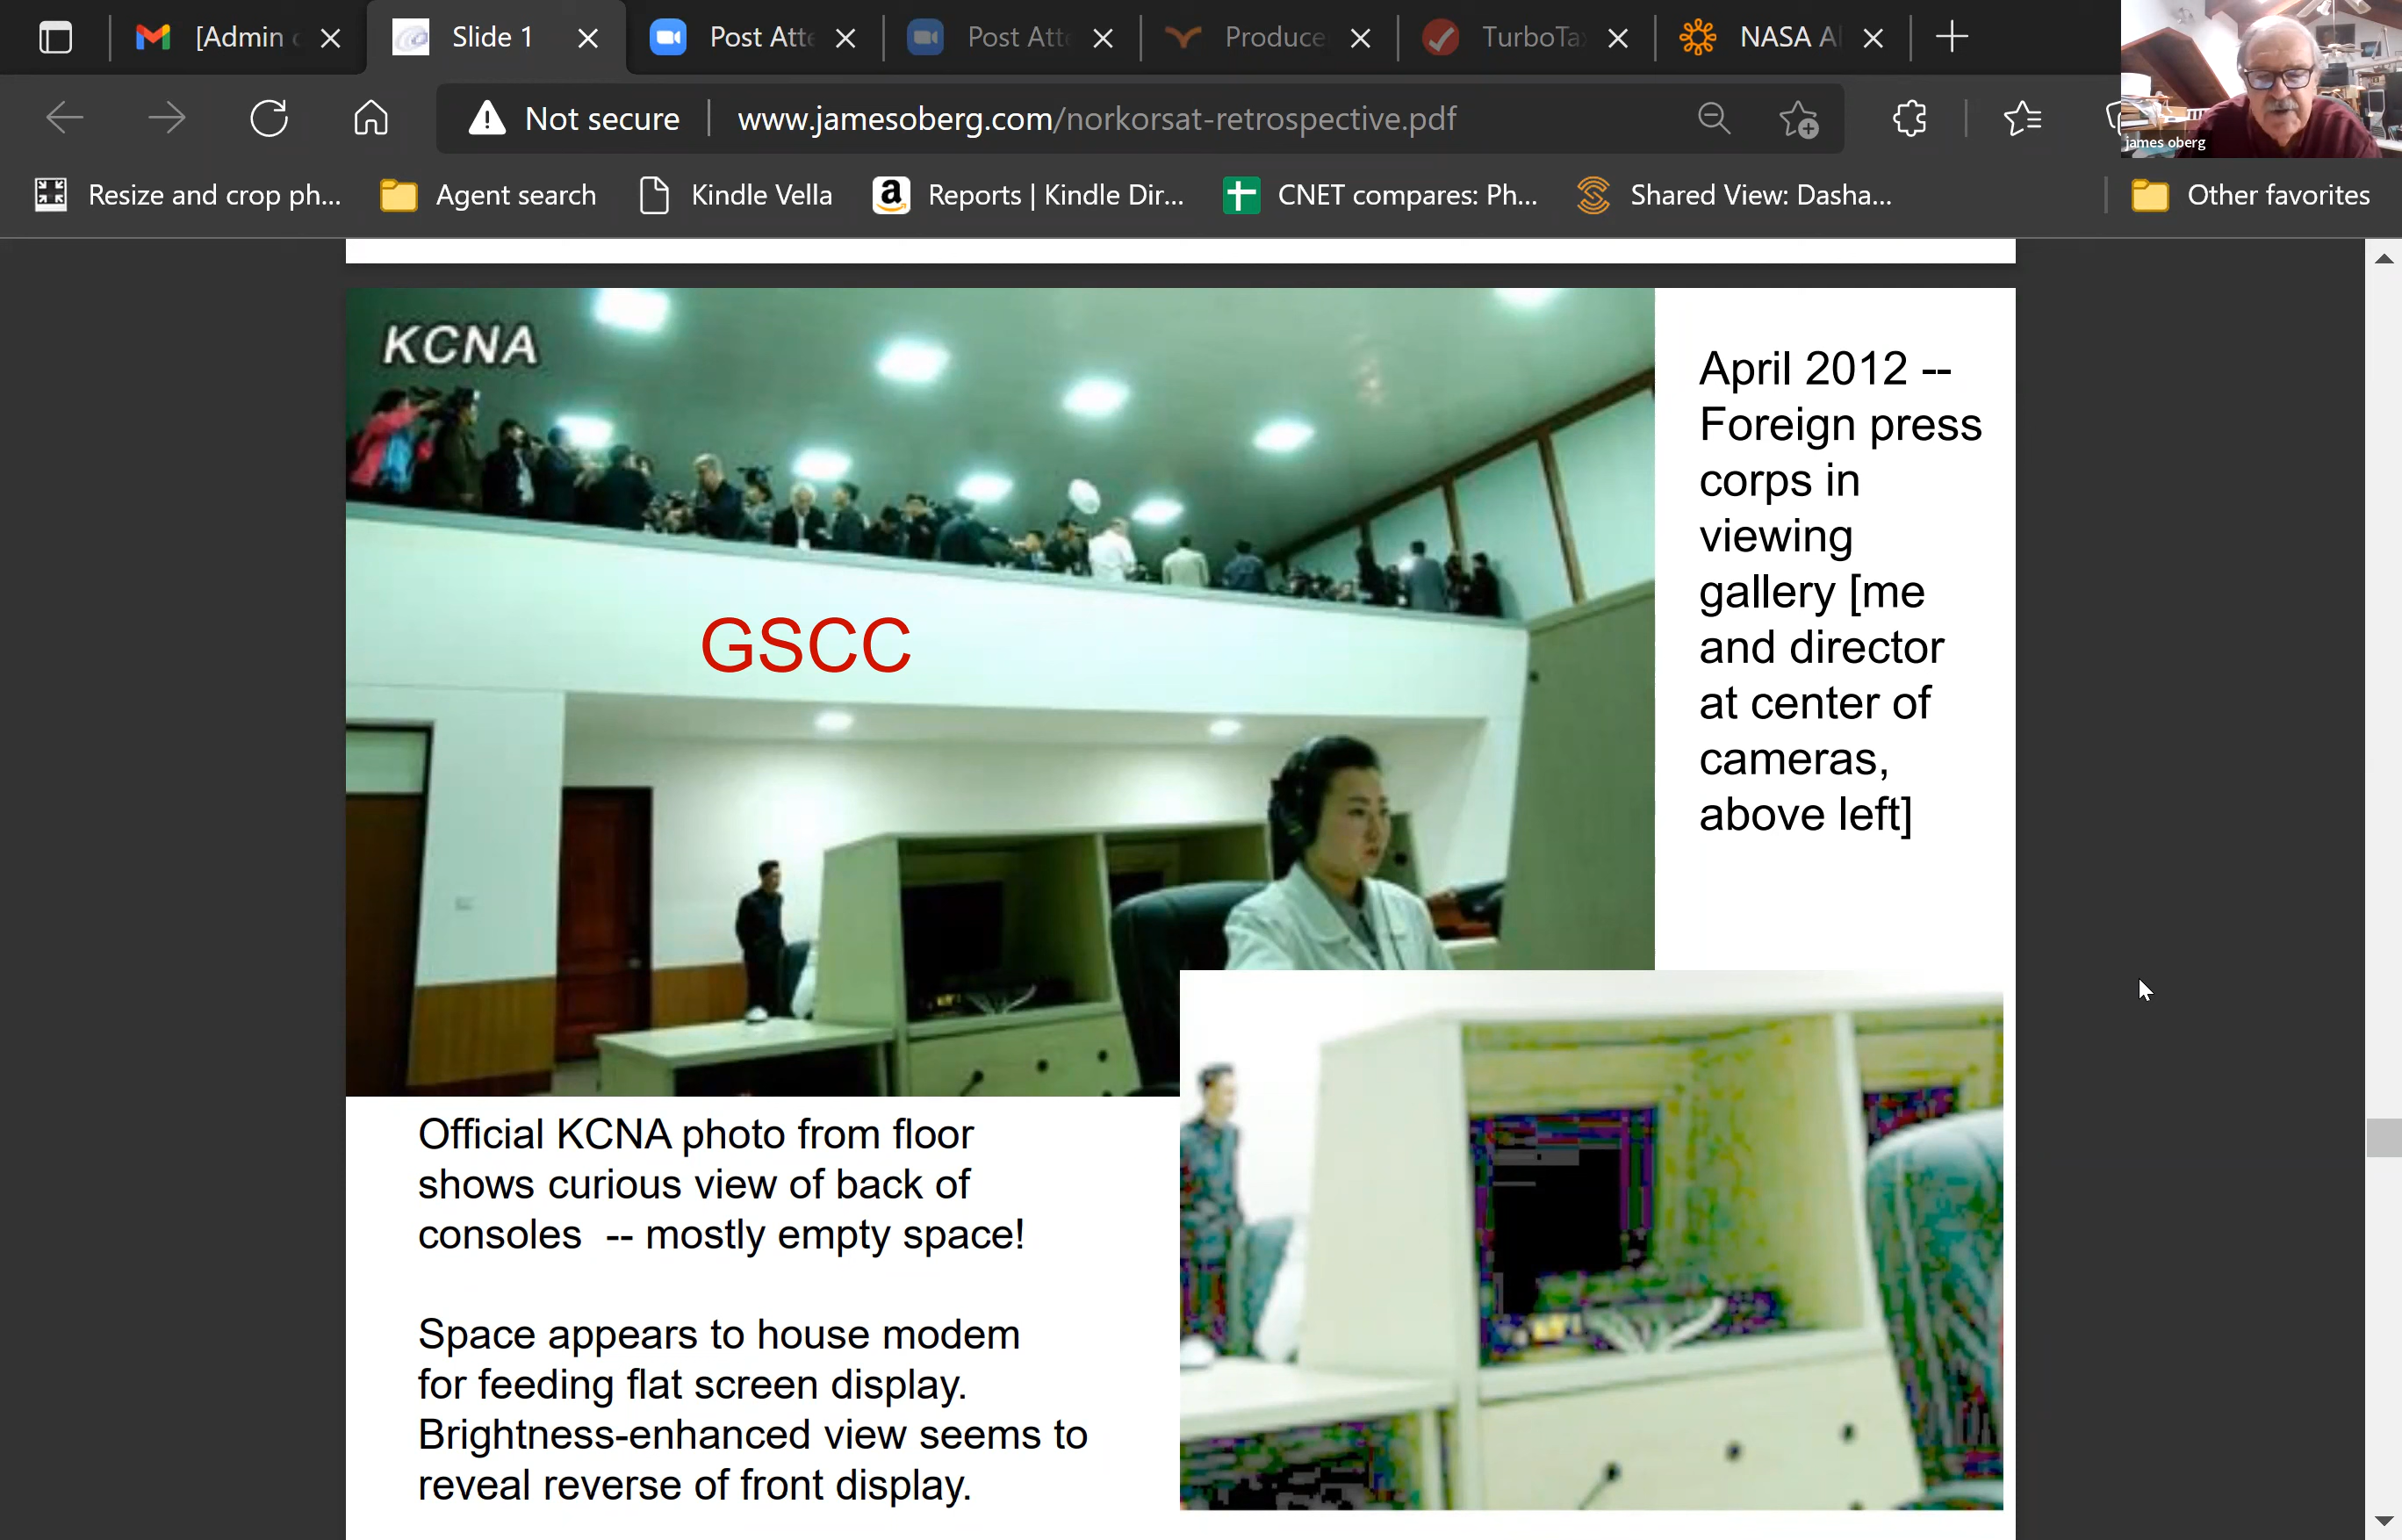 [Admin
Slide 1
Post Atte
Post Atte
Produce
TurboTa
NASA A
Not secure
www.jamesoberg.com/norkorsat-retrospective.pdf
james oberg
Resize and crop ph...
Agent search
Kindle Vella
Reports | Kindle Dir...
CNET compares: Ph...
Shared View: Dasha...
Other favorites
KCNA
GSCC
April 2012 --
Foreign press
corps in
viewing
gallery [me
and director
at center of
cameras,
above left]
Official KCNA photo from floor
shows curious view of back of
consoles -- mostly empty space!
Space appears to house modem
for feeding flat screen display.
Brightness-enhanced view seems to
reveal reverse of front display.